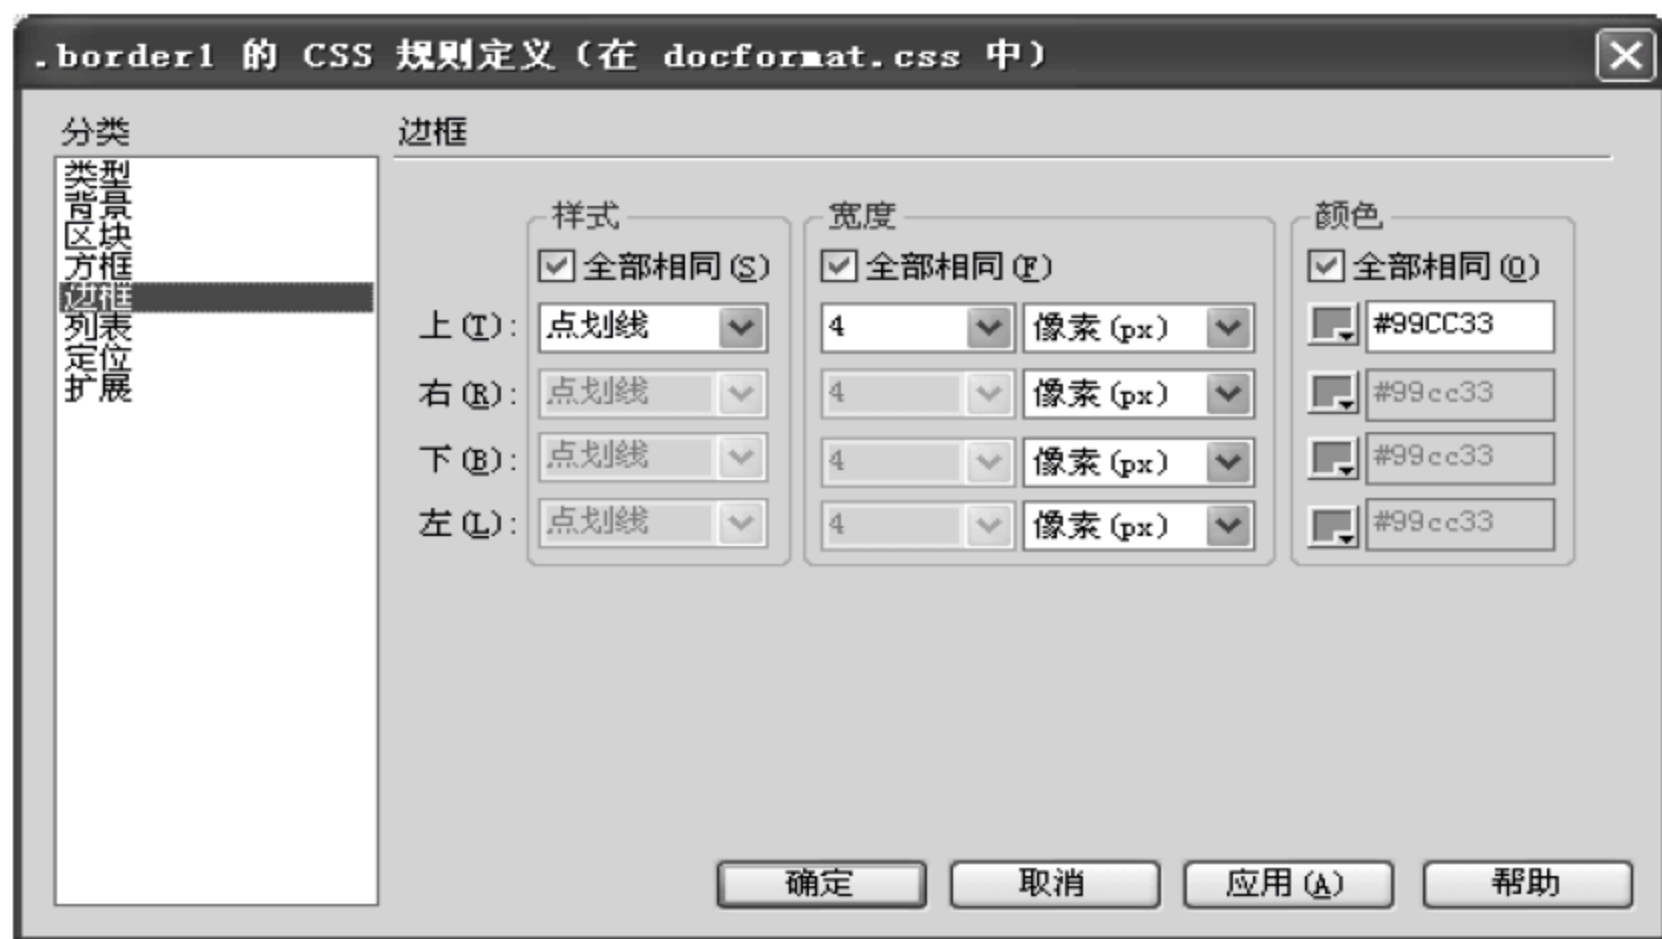 .border1 的 CSS 规则定义（在 docformat.css 中）
分类
类型
背景
区块
方框
边框
列表
定位
扩展
边框
样式 宽度 颜色
全部相同(S) 全部相同(F) 全部相同(O)
上(T): 点划线 4 像素(px) #99CC33
右(R): 点划线 4 像素(px) #99cc33
下(B): 点划线 4 像素(px) #99cc33
左(L): 点划线 4 像素(px) #99cc33
确定 取消 应用(A) 帮助